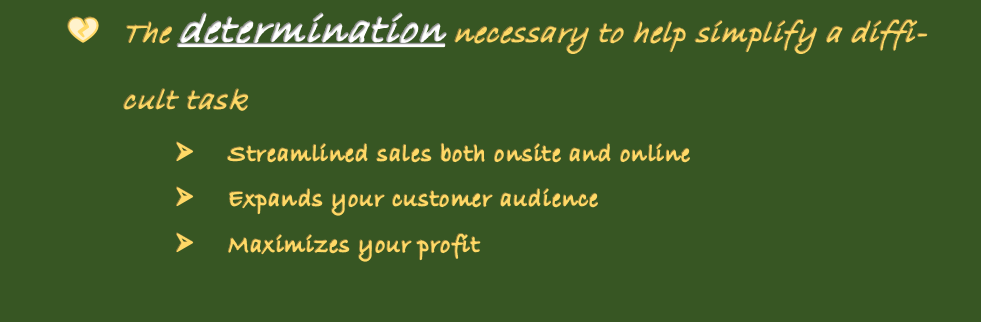 The determination necessary to help simplify a diffi-
cult task
Streamlined sales both onsite and online
Expands your customer audience
Maximizes your profit